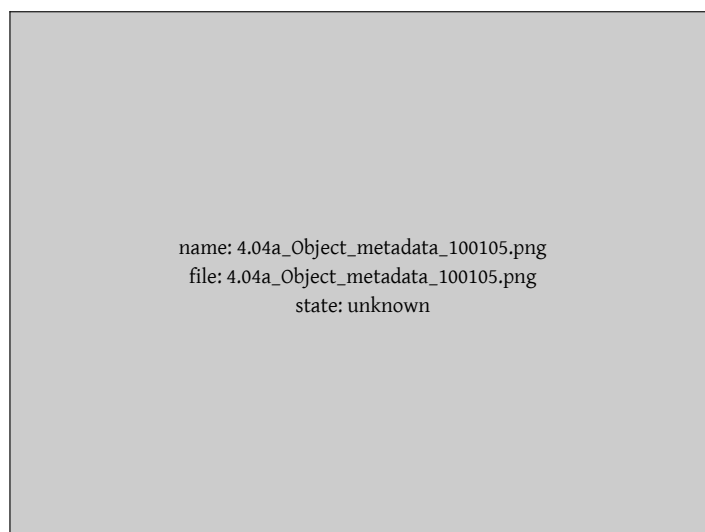 name: 4.04a_Object_metadata_100105.png
file: 4.04a_Object_metadata_100105.png
state: unknown